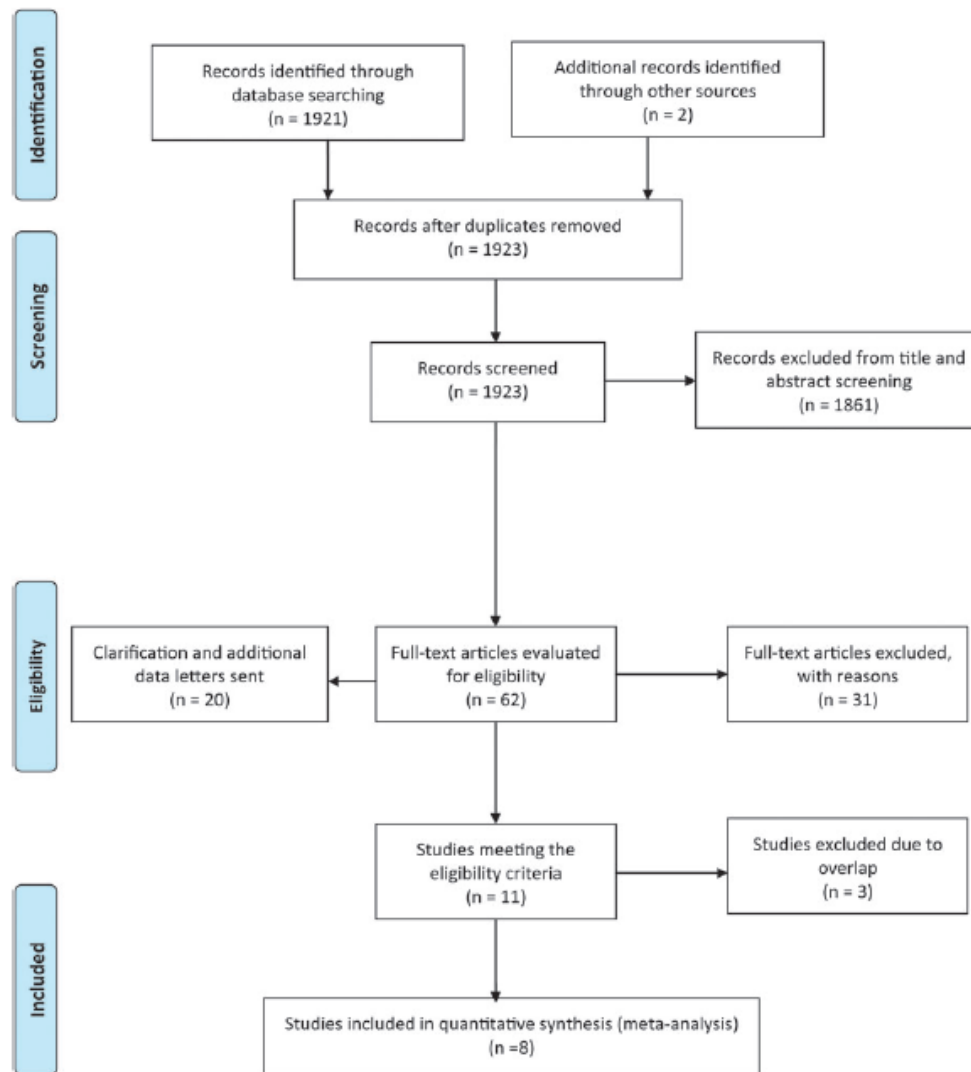 Identification
Records identified through
database searching
(n = 1921)
Additional records identified
through other sources
(n = 2)
Records after duplicates removed
(n = 1923)
Screening
Records screened
(n = 1923)
Records excluded from title and
abstract screening
(n = 1861)
Eligibility
Clarification and additional
data letters sent
(n = 20)
Full-text articles evaluated
for eligibility
(n = 62)
Full-text articles excluded,
with reasons
(n = 31)
Studies meeting the
eligibility criteria
(n = 11)
Studies excluded due to
overlap
(n = 3)
Included
Studies included in quantitative synthesis (meta-analysis)
(n =8)